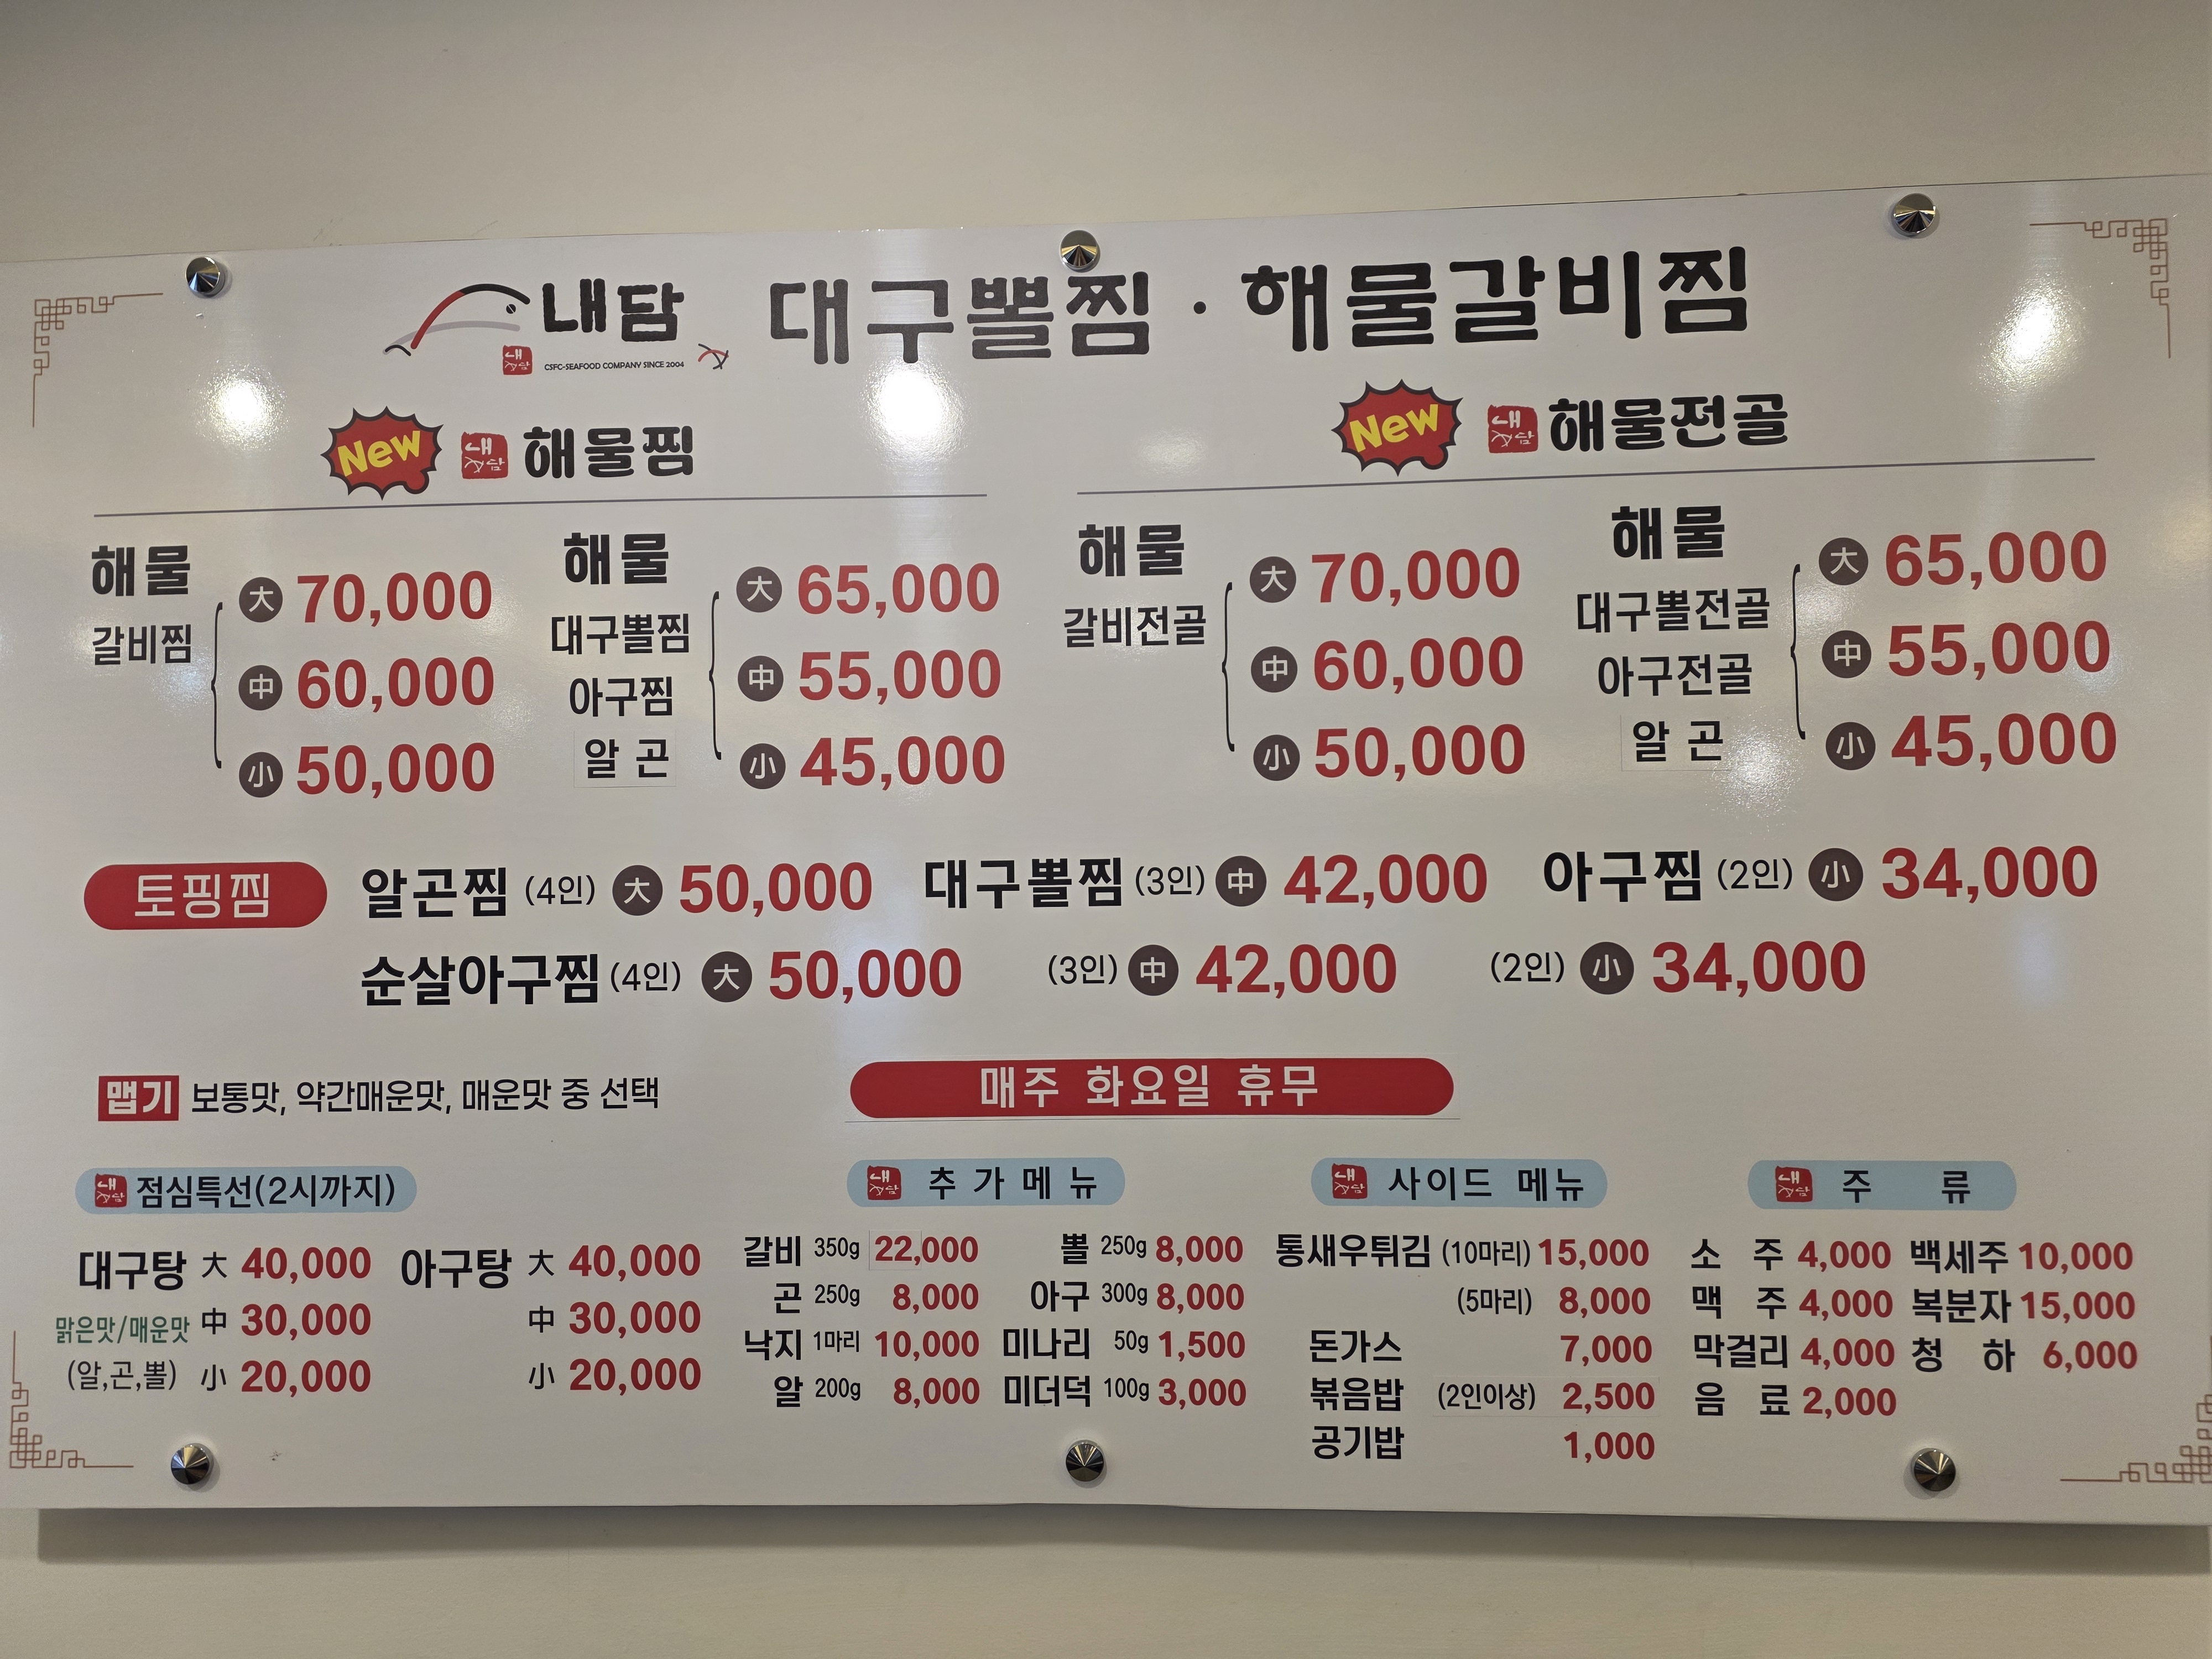 내담 대구뽈찜 · 해물갈비찜
내담 CSFC-SEAFOOD COMPANY SINCE 2004
New 내담 해물찜
해물
갈비찜
大 70,000
中 60,000
小 50,000
해물
대구뽈찜
아구찜
알 곤
大 65,000
中 55,000
小 45,000
New 내담 해물전골
해물
갈비전골
大 70,000
中 60,000
小 50,000
해물
대구뽈전골
아구전골
알 곤
大 65,000
中 55,000
小 45,000
토핑찜 알곤찜 (4인) 大 50,000 대구뽈찜 (3인) 中 42,000 아구찜 (2인) 小 34,000
순살아구찜 (4인) 大 50,000 (3인) 中 42,000 (2인) 小 34,000
맵기 보통맛, 약간매운맛, 매운맛 중 선택
매주 화요일 휴무
내담 점심특선(2시까지)
대구탕 大 40,000 아구탕 大 40,000
맑은맛/매운맛 中 30,000 中 30,000
(알,곤,뽈) 小 20,000 小 20,000
내담 추 가 메 뉴
갈비 350g 22,000 뽈 250g 8,000
곤 250g 8,000 아구 300g 8,000
낙지 1마리 10,000 미나리 50g 1,500
알 200g 8,000 미더덕 100g 3,000
내담 사이드 메뉴
통새우튀김 (10마리) 15,000
(5마리) 8,000
돈가스 7,000
볶음밥 (2인이상) 2,500
공기밥 1,000
내담 주 류
소 주 4,000 백세주 10,000
맥 주 4,000 복분자 15,000
막걸리 4,000 청 하 6,000
음 료 2,000